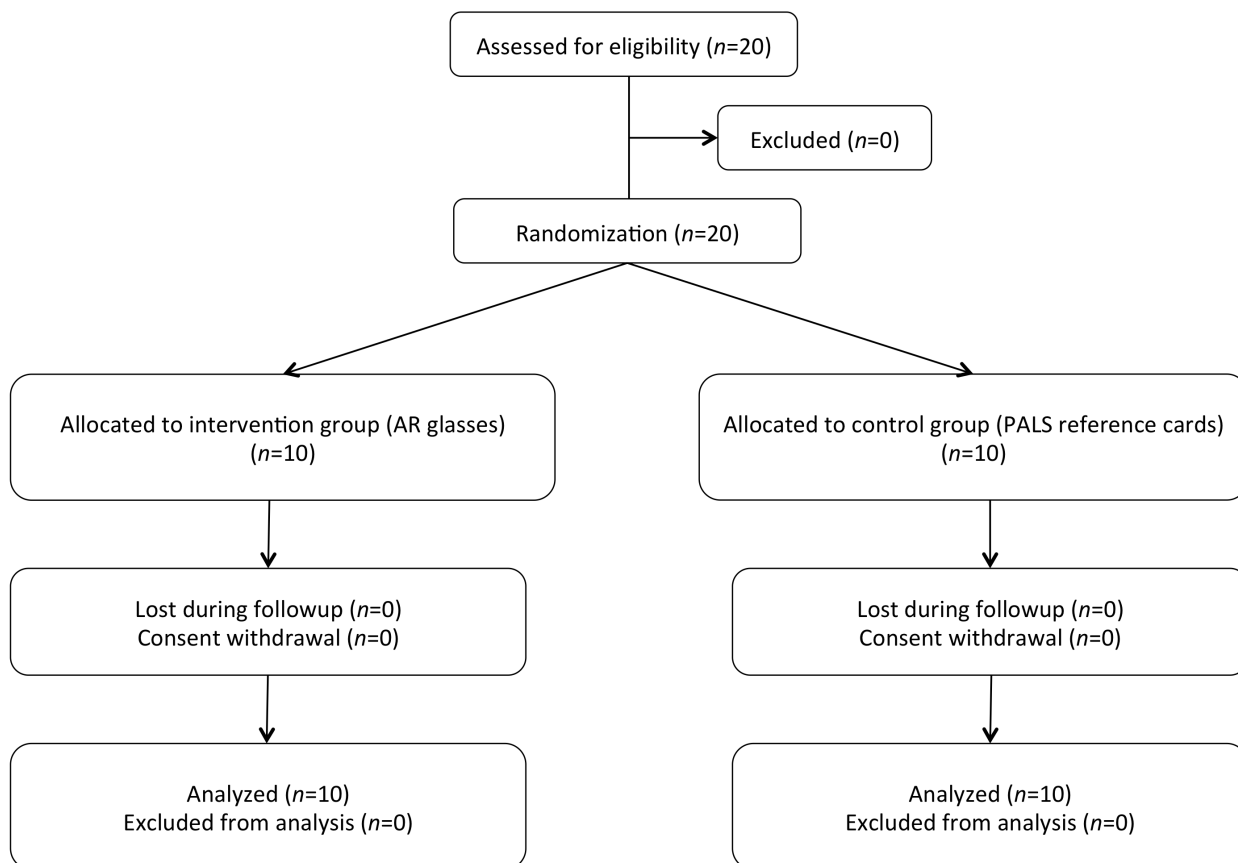 Assessed for eligibility (n=20)
Excluded (n=0)
Randomization (n=20)
Allocated to intervention group (AR glasses)
(n=10)
Allocated to control group (PALS reference cards)
(n=10)
Lost during followup (n=0)
Consent withdrawal (n=0)
Lost during followup (n=0)
Consent withdrawal (n=0)
Analyzed (n=10)
Excluded from analysis (n=0)
Analyzed (n=10)
Excluded from analysis (n=0)